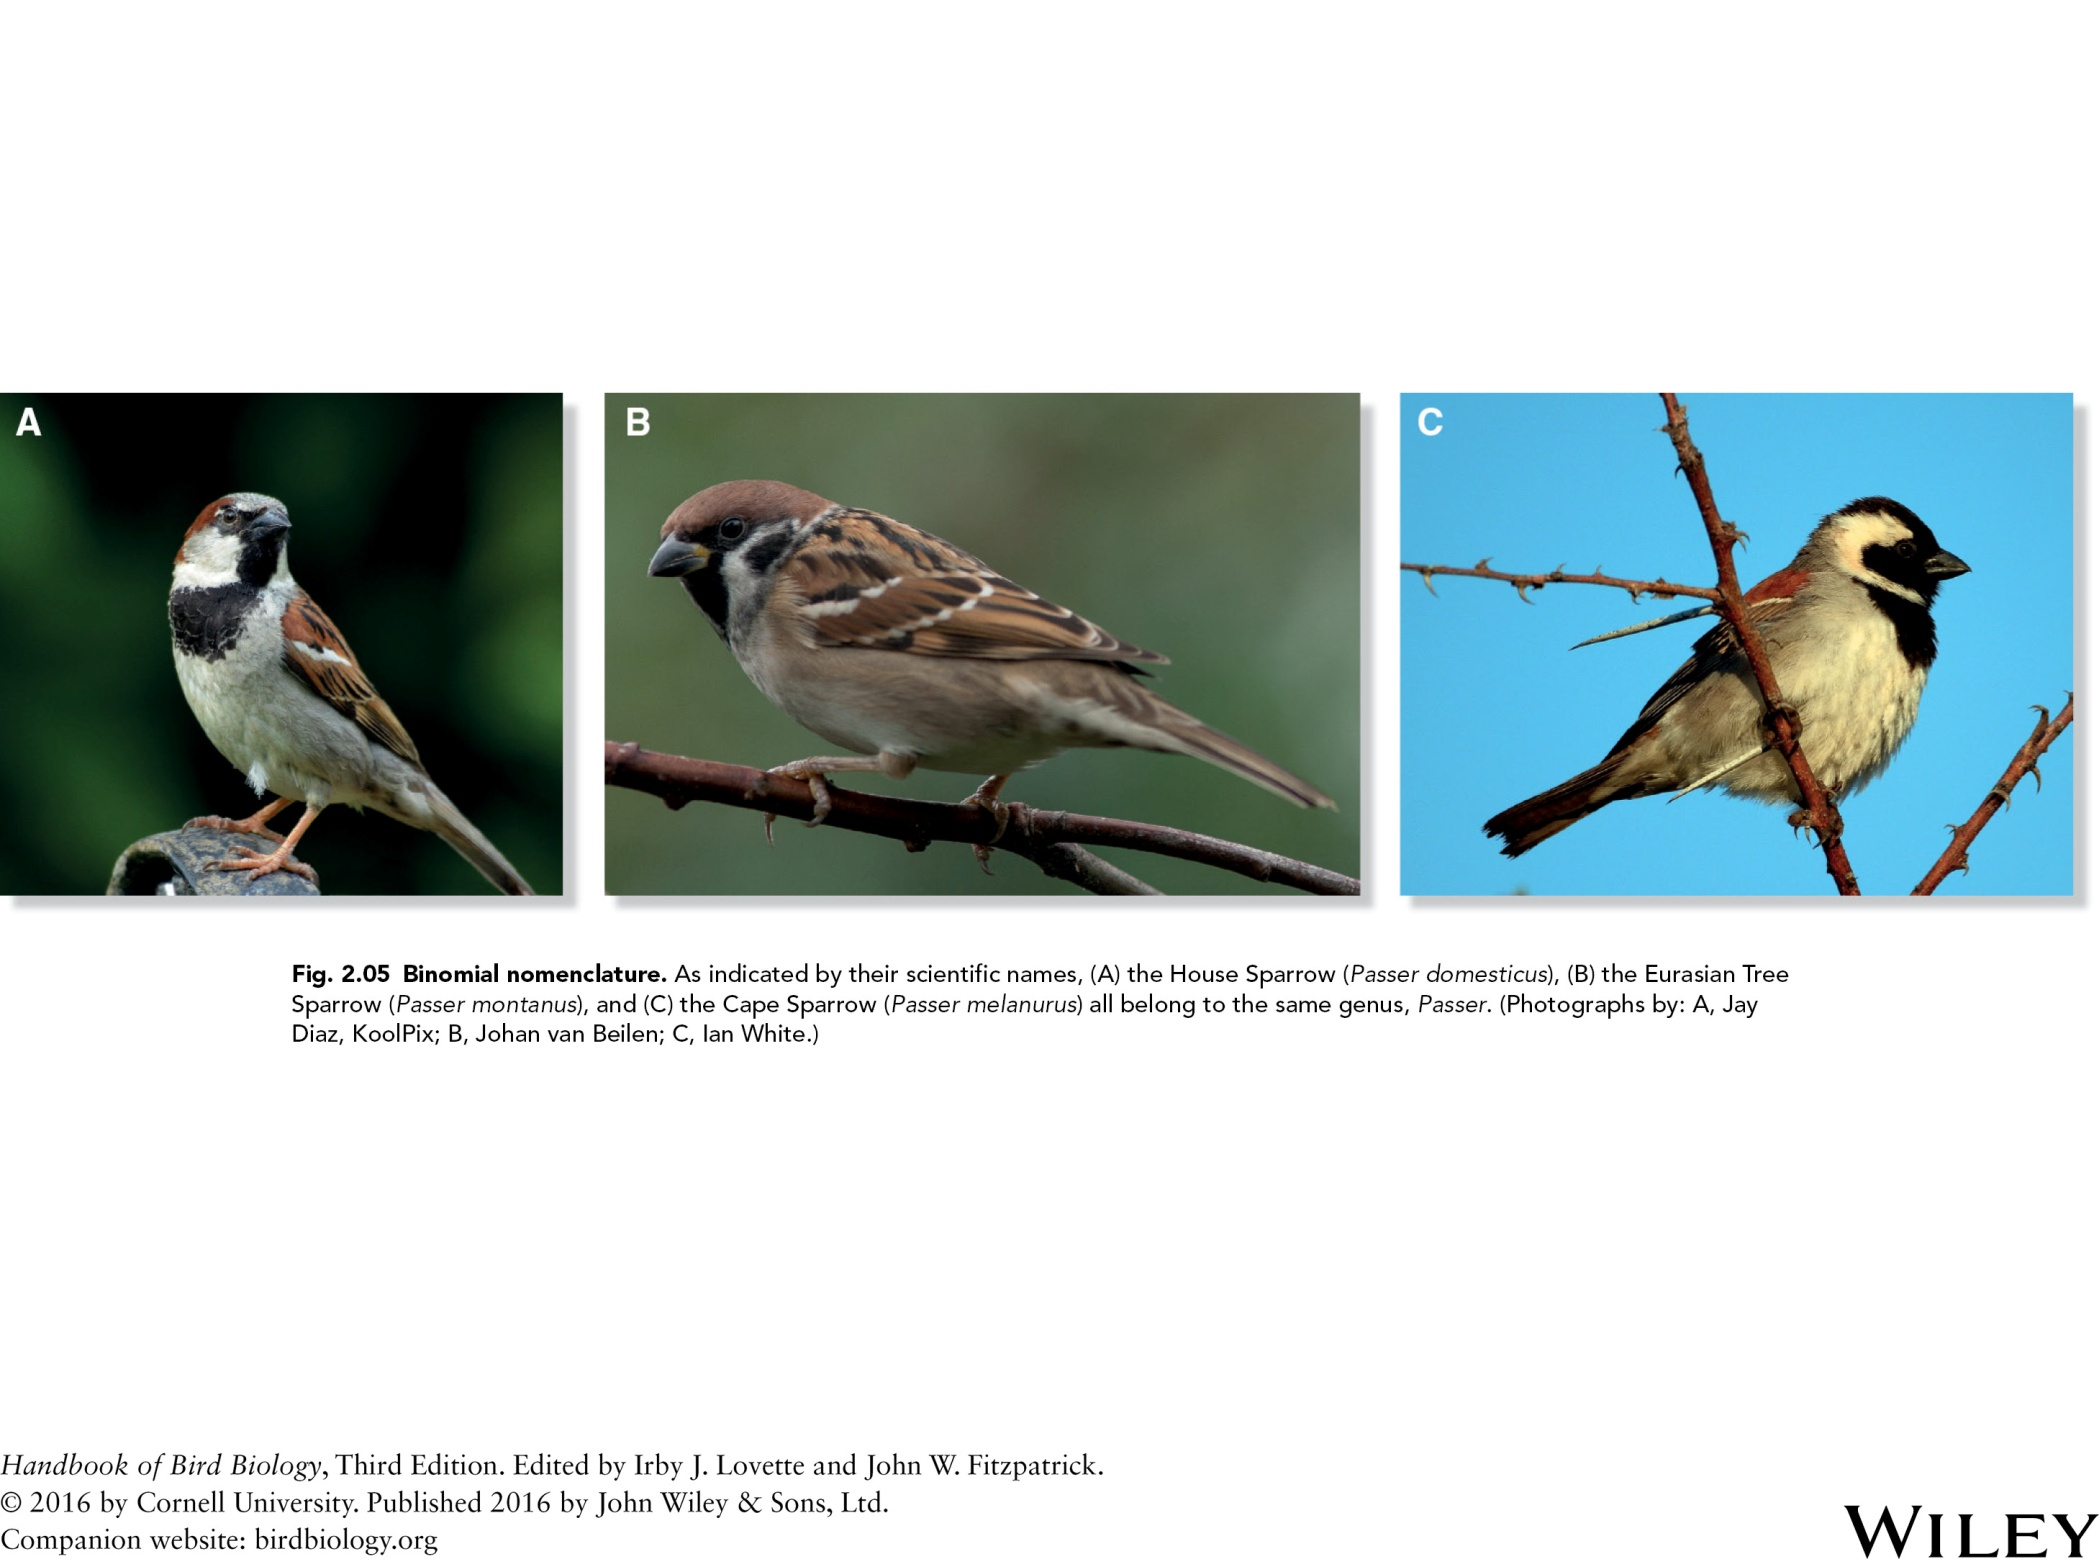 A
B
C
Fig. 2.05 Binomial nomenclature. As indicated by their scientific names, (A) the House Sparrow (Passer domesticus), (B) the Eurasian Tree
Sparrow (Passer montanus), and (C) the Cape Sparrow (Passer melanurus) all belong to the same genus, Passer. (Photographs by: A, Jay
Diaz, KoolPix; B, Johan van Beilen; C, Ian White.)
Handbook of Bird Biology, Third Edition. Edited by Irby J. Lovette and John W. Fitzpatrick.
© 2016 by Cornell University. Published 2016 by John Wiley & Sons, Ltd.
Companion website: birdbiology.org
WILEY